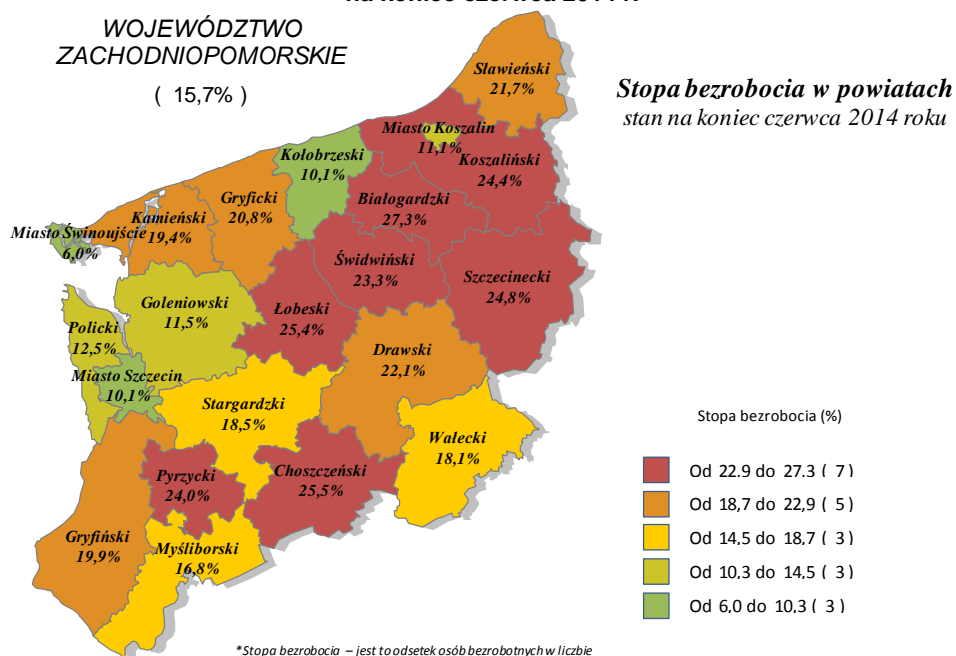 na koniec czerwca 2014 r.
WOJEWÓDZTWO
ZACHODNIOPOMORSKIE
( 15,7% )
Stopa bezrobocia w powiatach
stan na koniec czerwca 2014 roku
Sławieński
21,7%
Miasto Koszalin
11,1%
Koszaliński
24,4%
Kołobrzeski
10,1%
Białogardzki
27,3%
Gryficki
20,8%
Kamieński
19,4%
Miasto Świnoujście
6,0%
Świdwiński
23,3%
Szczecinecki
24,8%
Goleniowski
11,5%
Łobeski
25,4%
Policki
12,5%
Drawski
22,1%
Miasto Szczecin
10,1%
Stargardzki
18,5%
Wałecki
18,1%
Pyrzycki
24,0%
Choszczeński
25,5%
Gryfiński
19,9%
Myśliborski
16,8%
Stopa bezrobocia (%)
Od 22.9 do 27.3 ( 7)
Od 18,7 do 22,9 ( 5)
Od 14,5 do 18,7 ( 3)
Od 10,3 do 14,5 ( 3)
Od 6,0 do 10,3 ( 3 )
*Stopa bezrobocia – jest to odsetek osób bezrobotnych w liczbie